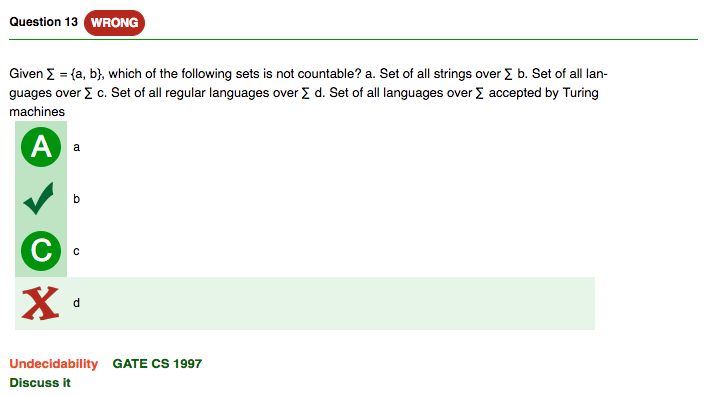 Question 13 WRONG
Given ∑ = {a, b}, which of the following sets is not countable? a. Set of all strings over ∑ b. Set of all lan-
guages over ∑ c. Set of all regular languages over ∑ d. Set of all languages over ∑ accepted by Turing
machines
A a
b
C c
d
Undecidability GATE CS 1997
Discuss it